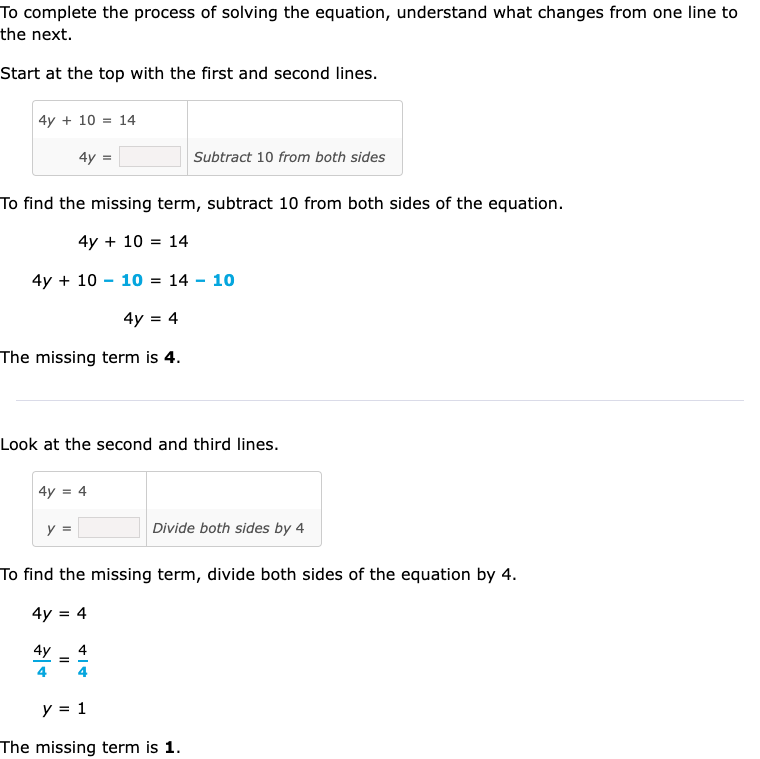 To complete the process of solving the equation, understand what changes from one line to
the next.
Start at the top with the first and second lines.
4y + 10 = 14
4y = Subtract 10 from both sides
To find the missing term, subtract 10 from both sides of the equation.
4y + 10 = 14
4y + 10 − 10 = 14 − 10
4y = 4
The missing term is 4.
Look at the second and third lines.
4y = 4
y = Divide both sides by 4
To find the missing term, divide both sides of the equation by 4.
4y = 4
4y/4 = 4/4
y = 1
The missing term is 1.